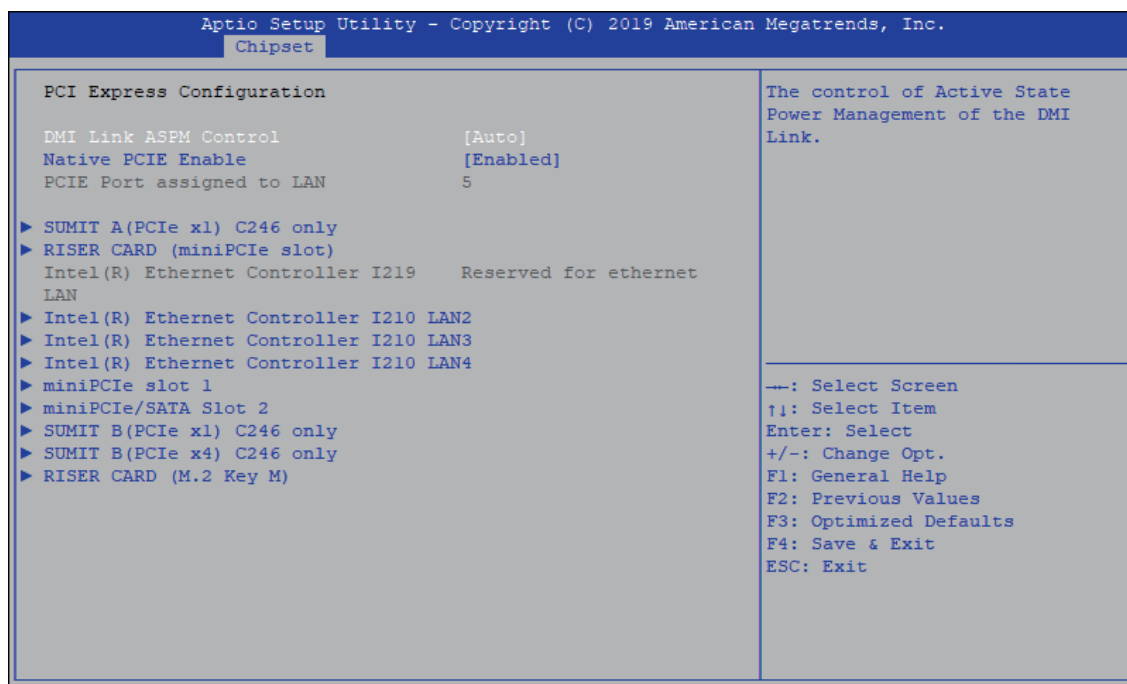 Aptio Setup Utility - Copyright (C) 2019 American Megatrends, Inc.
Chipset
PCI Express Configuration
DMI Link ASPM Control [Auto]
Native PCIE Enable [Enabled]
PCIE Port assigned to LAN 5
► SUMIT A(PCIe x1) C246 only
► RISER CARD (miniPCIe slot)
Intel(R) Ethernet Controller I219 Reserved for ethernet
LAN
► Intel(R) Ethernet Controller I210 LAN2
► Intel(R) Ethernet Controller I210 LAN3
► Intel(R) Ethernet Controller I210 LAN4
► miniPCIe slot 1
► miniPCIe/SATA Slot 2
► SUMIT B(PCIe x1) C246 only
► SUMIT B(PCIe x4) C246 only
► RISER CARD (M.2 Key M)
The control of Active State
Power Management of the DMI
Link.
→←: Select Screen
↑↓: Select Item
Enter: Select
+/-: Change Opt.
F1: General Help
F2: Previous Values
F3: Optimized Defaults
F4: Save & Exit
ESC: Exit